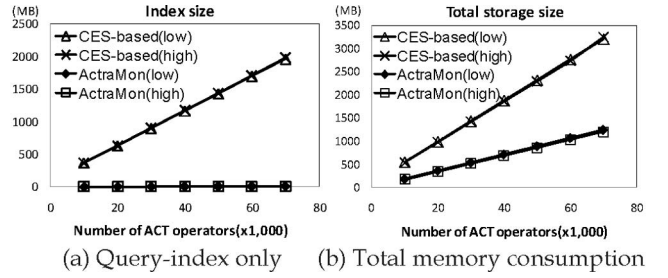 (MB)
Index size
2500
2000
1500
1000
500
0
CES-based(low)
CES-based(high)
ActraMon(low)
ActraMon(high)
0
20
40
60
80
Number of ACT operators(x1,000)
(a) Query-index only
(MB)
Total storage size
3500
3000
2500
2000
1500
1000
500
0
CES-based(low)
CES-based(high)
ActraMon(low)
ActraMon(high)
0
20
40
60
80
Number of ACT operators(x1,000)
(b) Total memory consumption